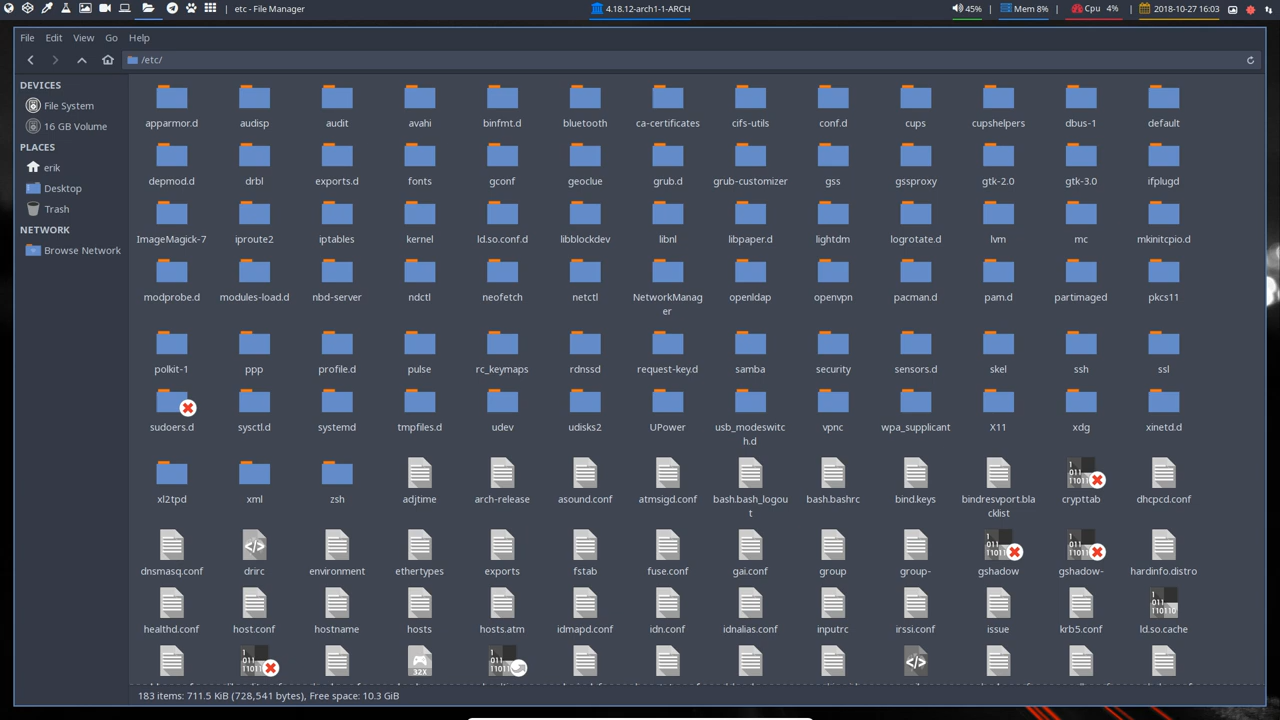 etc - File Manager
4.18.12-arch1-1-ARCH
45%
Mem 8%
Cpu 4%
2018-10-27 16:03
File Edit View Go Help
/etc/
DEVICES
File System
16 GB Volume
PLACES
erik
Desktop
Trash
NETWORK
Browse Network
apparmor.d audisp audit avahi binfmt.d bluetooth ca-certificates cifs-utils conf.d cups cupshelpers dbus-1 default
depmod.d drbl exports.d fonts gconf geoclue grub.d grub-customizer gss gssproxy gtk-2.0 gtk-3.0 ifplugd
ImageMagick-7 iproute2 iptables kernel ld.so.conf.d libblockdev libnl libpaper.d lightdm logrotate.d lvm mc mkinitcpio.d
modprobe.d modules-load.d nbd-server ndctl neofetch netctl NetworkManag openldap openvpn pacman.d pam.d partimaged pkcs11
er
polkit-1 ppp profile.d pulse rc_keymaps rdnssd request-key.d samba security sensors.d skel ssh ssl
sudoers.d sysctl.d systemd tmpfiles.d udev udisks2 UPower usb_modeswitc vpnc wpa_supplicant X11 xdg xinetd.d
h.d
xl2tpd xml zsh adjtime arch-release asound.conf atmsigd.conf bash.bash_logou bash.bashrc bind.keys bindresvport.bla crypttab dhcpcd.conf
t cklist
dnsmasq.conf drirc environment ethertypes exports fstab fuse.conf gai.conf group group- gshadow gshadow- hardinfo.distro
healthd.conf host.conf hostname hosts hosts.atm idmapd.conf idn.conf idnalias.conf inputrc irssi.conf issue krb5.conf ld.so.cache
32X
183 items: 711.5 KiB (728,541 bytes), Free space: 10.3 GiB